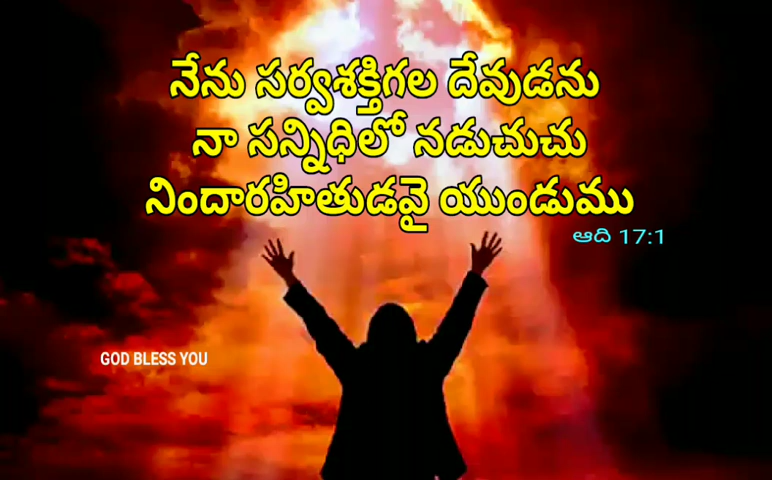 నేను సర్వశక్తిగల దేవుడను
నా సన్నిధిలో నడుచుచు
నిందారహితుడవై యుండుము
ఆది 17:1
GOD BLESS YOU